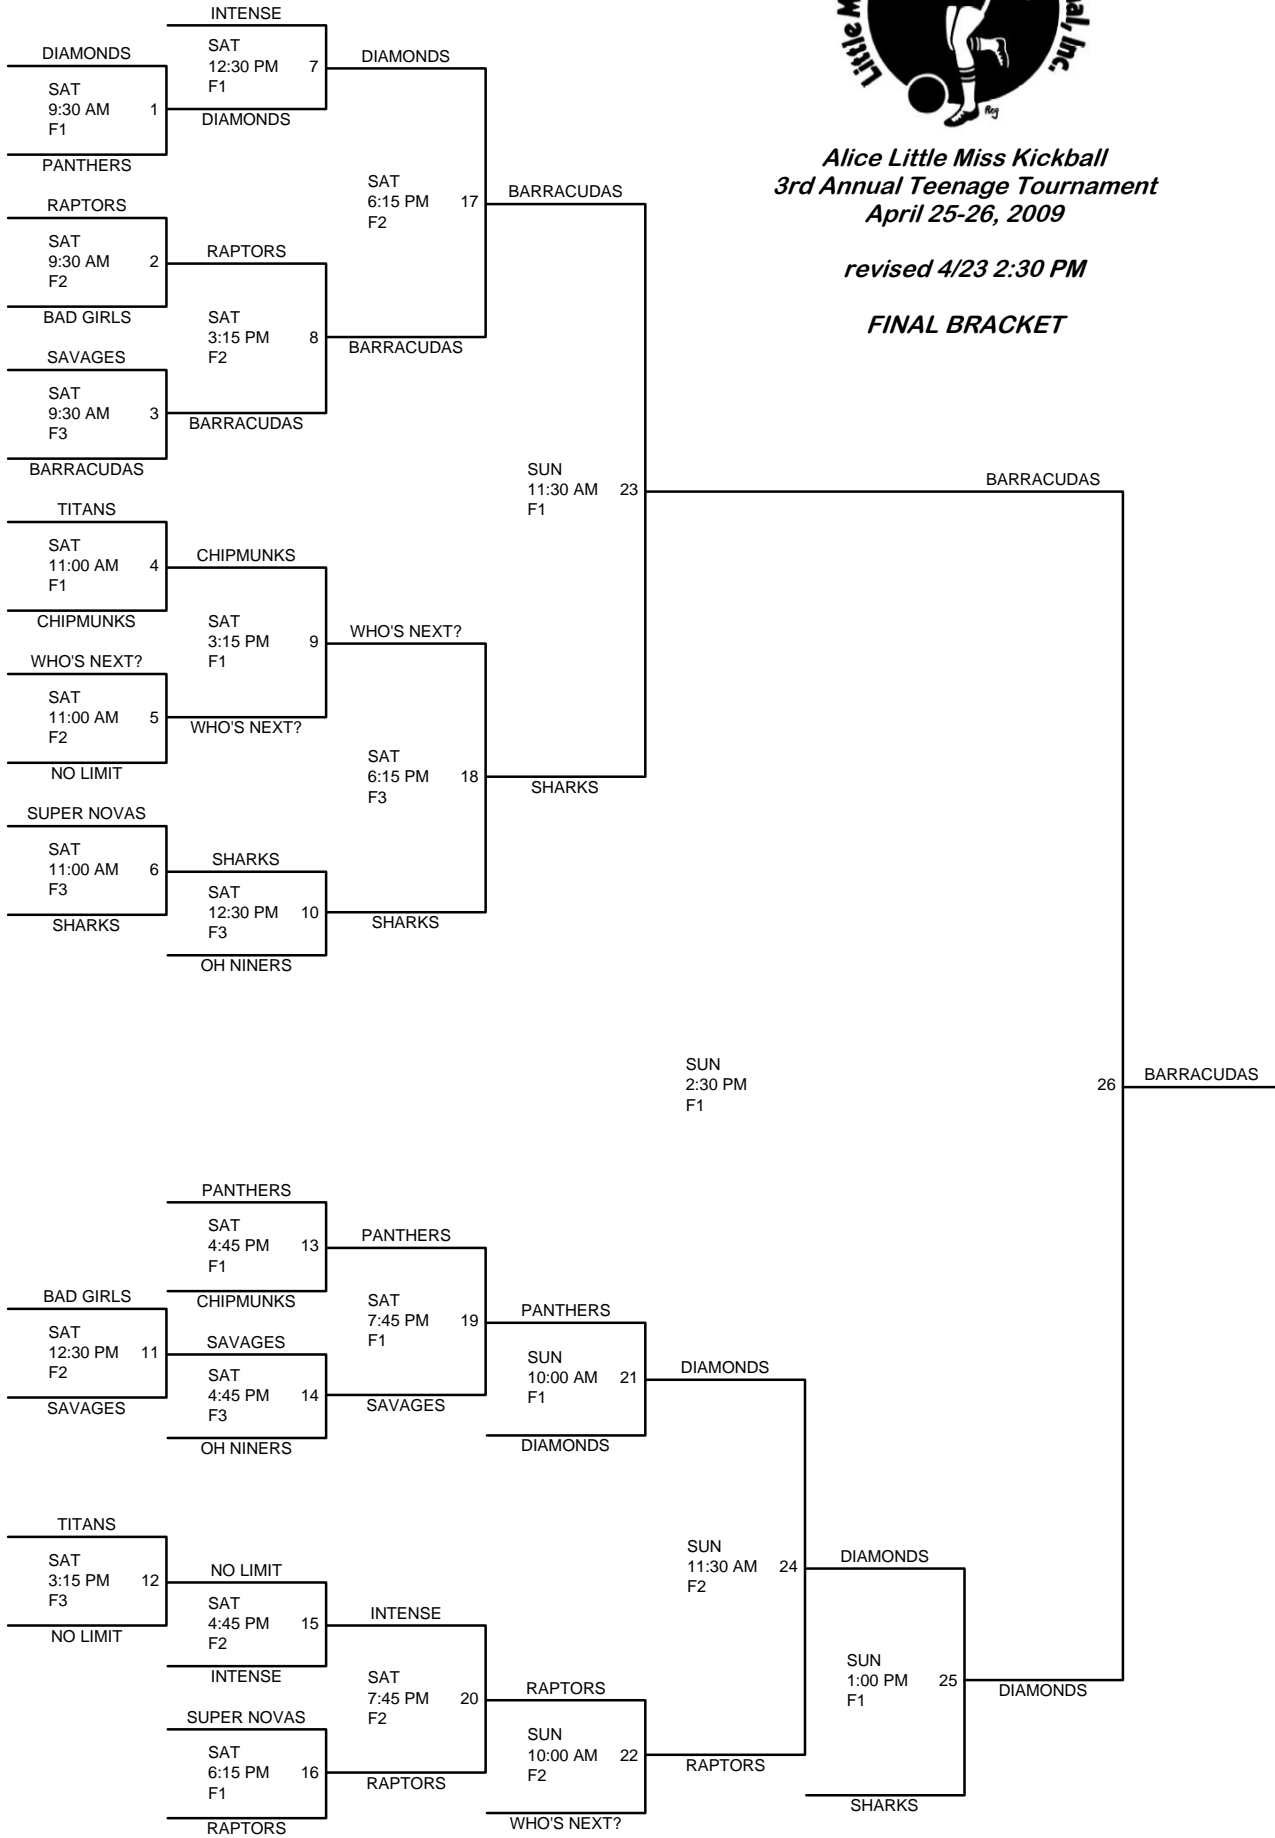 INTENSE
SAT
12:30 PM 7
F1
DIAMONDS
DIAMONDS
SAT
9:30 AM 1
F1
DIAMONDS
PANTHERS
Little M
nal, Inc.
Reg
Alice Little Miss Kickball
3rd Annual Teenage Tournament
April 25-26, 2009
revised 4/23 2:30 PM
FINAL BRACKET
SAT
6:15 PM 17
F2
BARRACUDAS
RAPTORS
SAT
9:30 AM 2
F2
RAPTORS
BAD GIRLS
SAT
3:15 PM 8
F2
BARRACUDAS
SAVAGES
SAT
9:30 AM 3
F3
BARRACUDAS
BARRACUDAS
SUN
11:30 AM 23
F1
BARRACUDAS
TITANS
SAT
11:00 AM 4
F1
CHIPMUNKS
CHIPMUNKS
SAT
3:15 PM 9
F1
WHO'S NEXT?
WHO'S NEXT?
SAT
11:00 AM 5
F2
WHO'S NEXT?
NO LIMIT
SAT
6:15 PM 18
F3
SHARKS
SUPER NOVAS
SAT
11:00 AM 6
F3
SHARKS
SHARKS
SAT
12:30 PM 10
F3
SHARKS
OH NINERS
SUN
2:30 PM 26
F1
BARRACUDAS
PANTHERS
SAT
4:45 PM 13
F1
PANTHERS
CHIPMUNKS
BAD GIRLS
SAT
12:30 PM 11
F2
SAVAGES
SAVAGES
SAT
4:45 PM 14
F3
SAVAGES
OH NINERS
SAT
7:45 PM 19
F1
PANTHERS
SUN
10:00 AM 21
F1
DIAMONDS
DIAMONDS
TITANS
SAT
3:15 PM 12
F3
NO LIMIT
NO LIMIT
SAT
4:45 PM 15
F2
INTENSE
INTENSE
SUN
11:30 AM 24
F2
DIAMONDS
SAT
7:45 PM 20
F2
RAPTORS
SUPER NOVAS
SAT
6:15 PM 16
F1
RAPTORS
RAPTORS
SUN
10:00 AM 22
F2
RAPTORS
WHO'S NEXT?
SUN
1:00 PM 25
F1
DIAMONDS
SHARKS